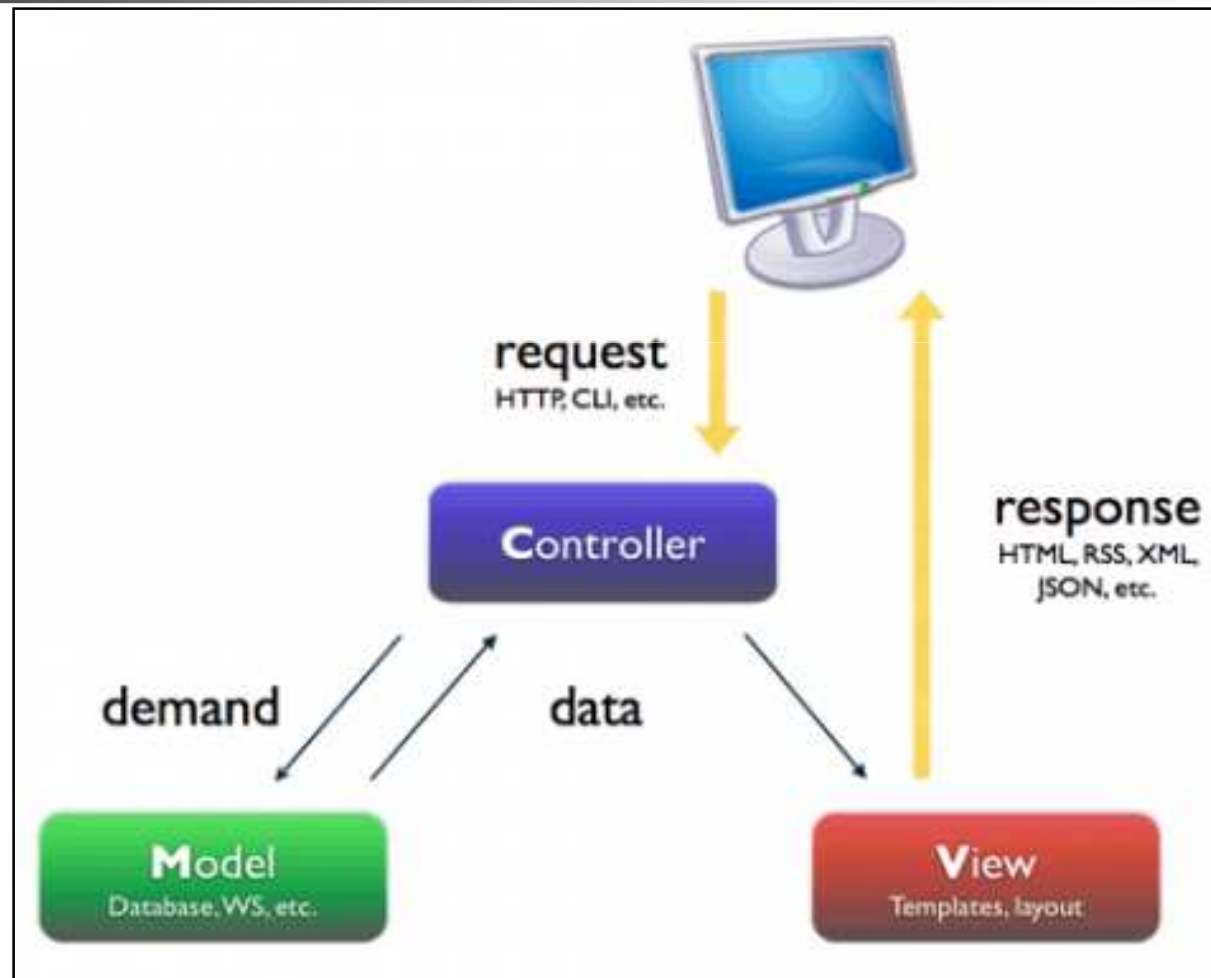 request
HTTP, CLI, etc.
Controller
response
HTML, RSS, XML,
JSON, etc.
demand
data
Model
Database, WS, etc.
View
Templates, layout